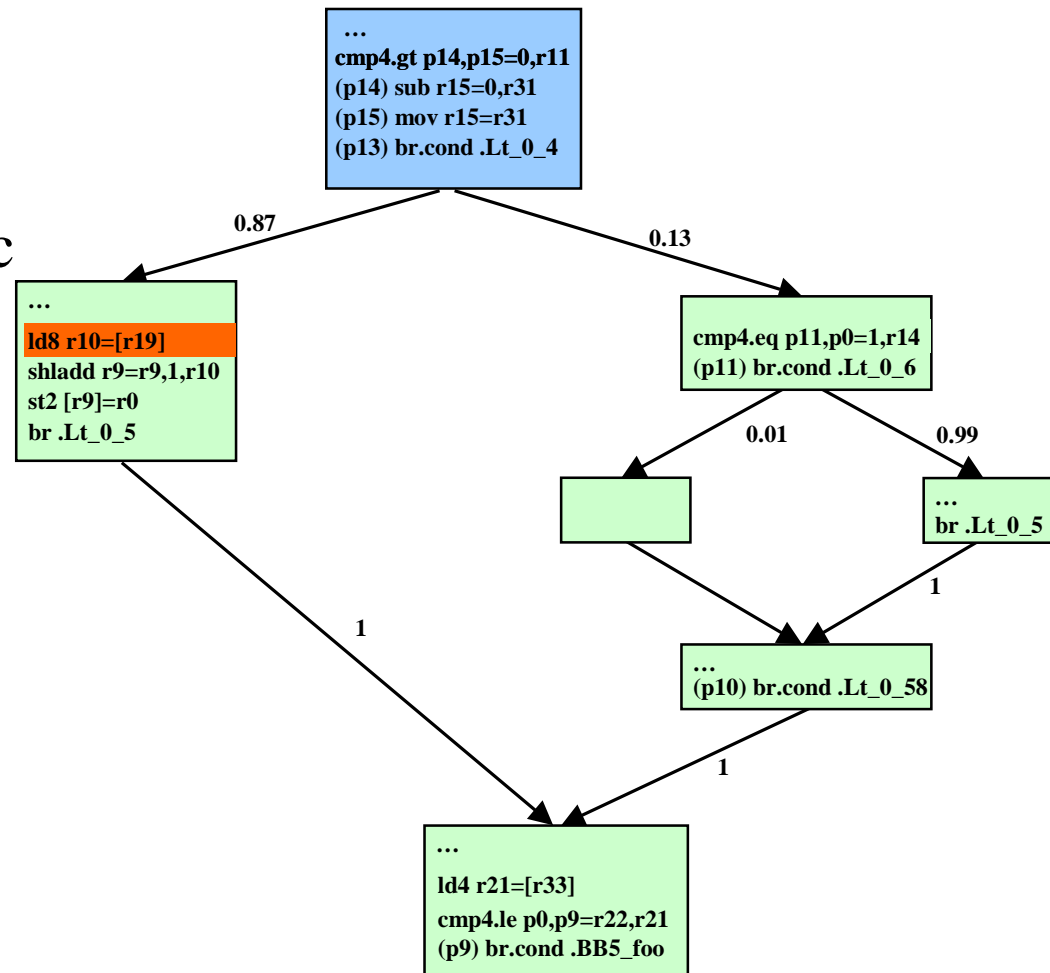 …
cmp4.gt p14,p15=0,r11
(p14) sub r15=0,r31
(p15) mov r15=r31
(p13) br.cond .Lt_0_4
0.87
0.13
c
…
ld8 r10=[r19]
shladd r9=r9,1,r10
st2 [r9]=r0
br .Lt_0_5
cmp4.eq p11,p0=1,r14
(p11) br.cond .Lt_0_6
0.01
0.99
…
br .Lt_0_5
1
1
…
(p10) br.cond .Lt_0_58
1
…
ld4 r21=[r33]
cmp4.le p0,p9=r22,r21
(p9) br.cond .BB5_foo